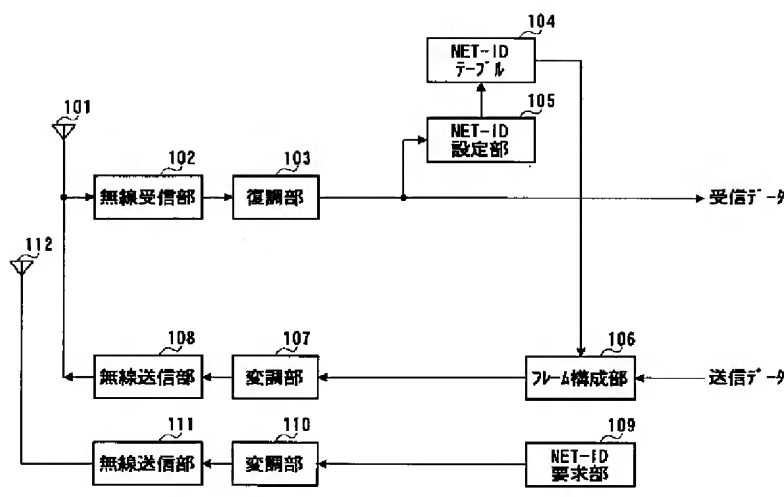 104
NET-ID
テーブル
105
NET-ID
設定部
101
102
無線受信部
103
復調部
受信データ
112
108
無線送信部
107
変調部
106
フレーム構成部
送信データ
111
無線送信部
110
変調部
109
NET-ID
要求部